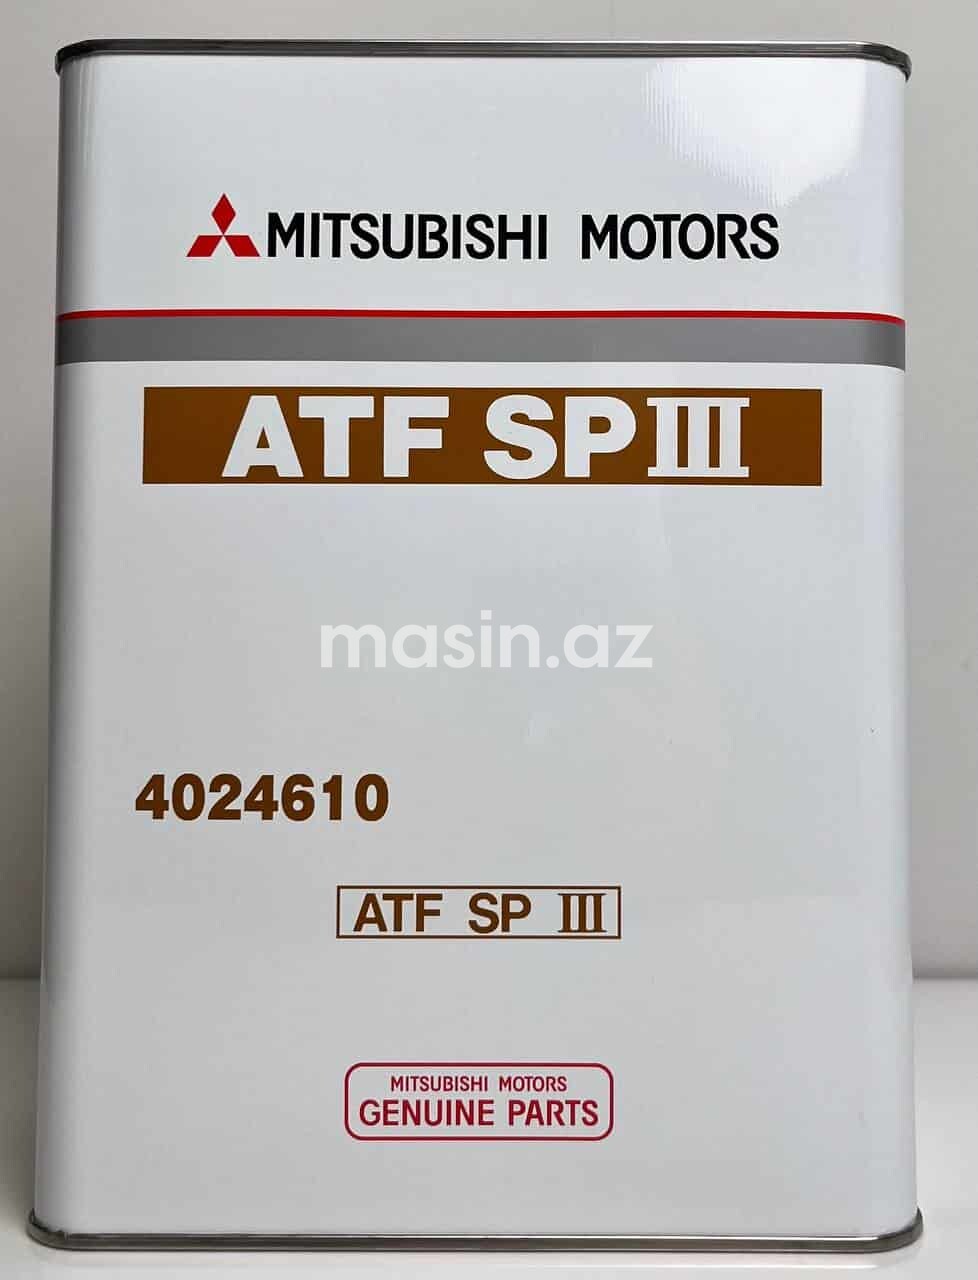 MITSUBISHI MOTORS
ATF SPIII
masin.az
4024610
ATF SP III
MITSUBISHI MOTORS
GENUINE PARTS